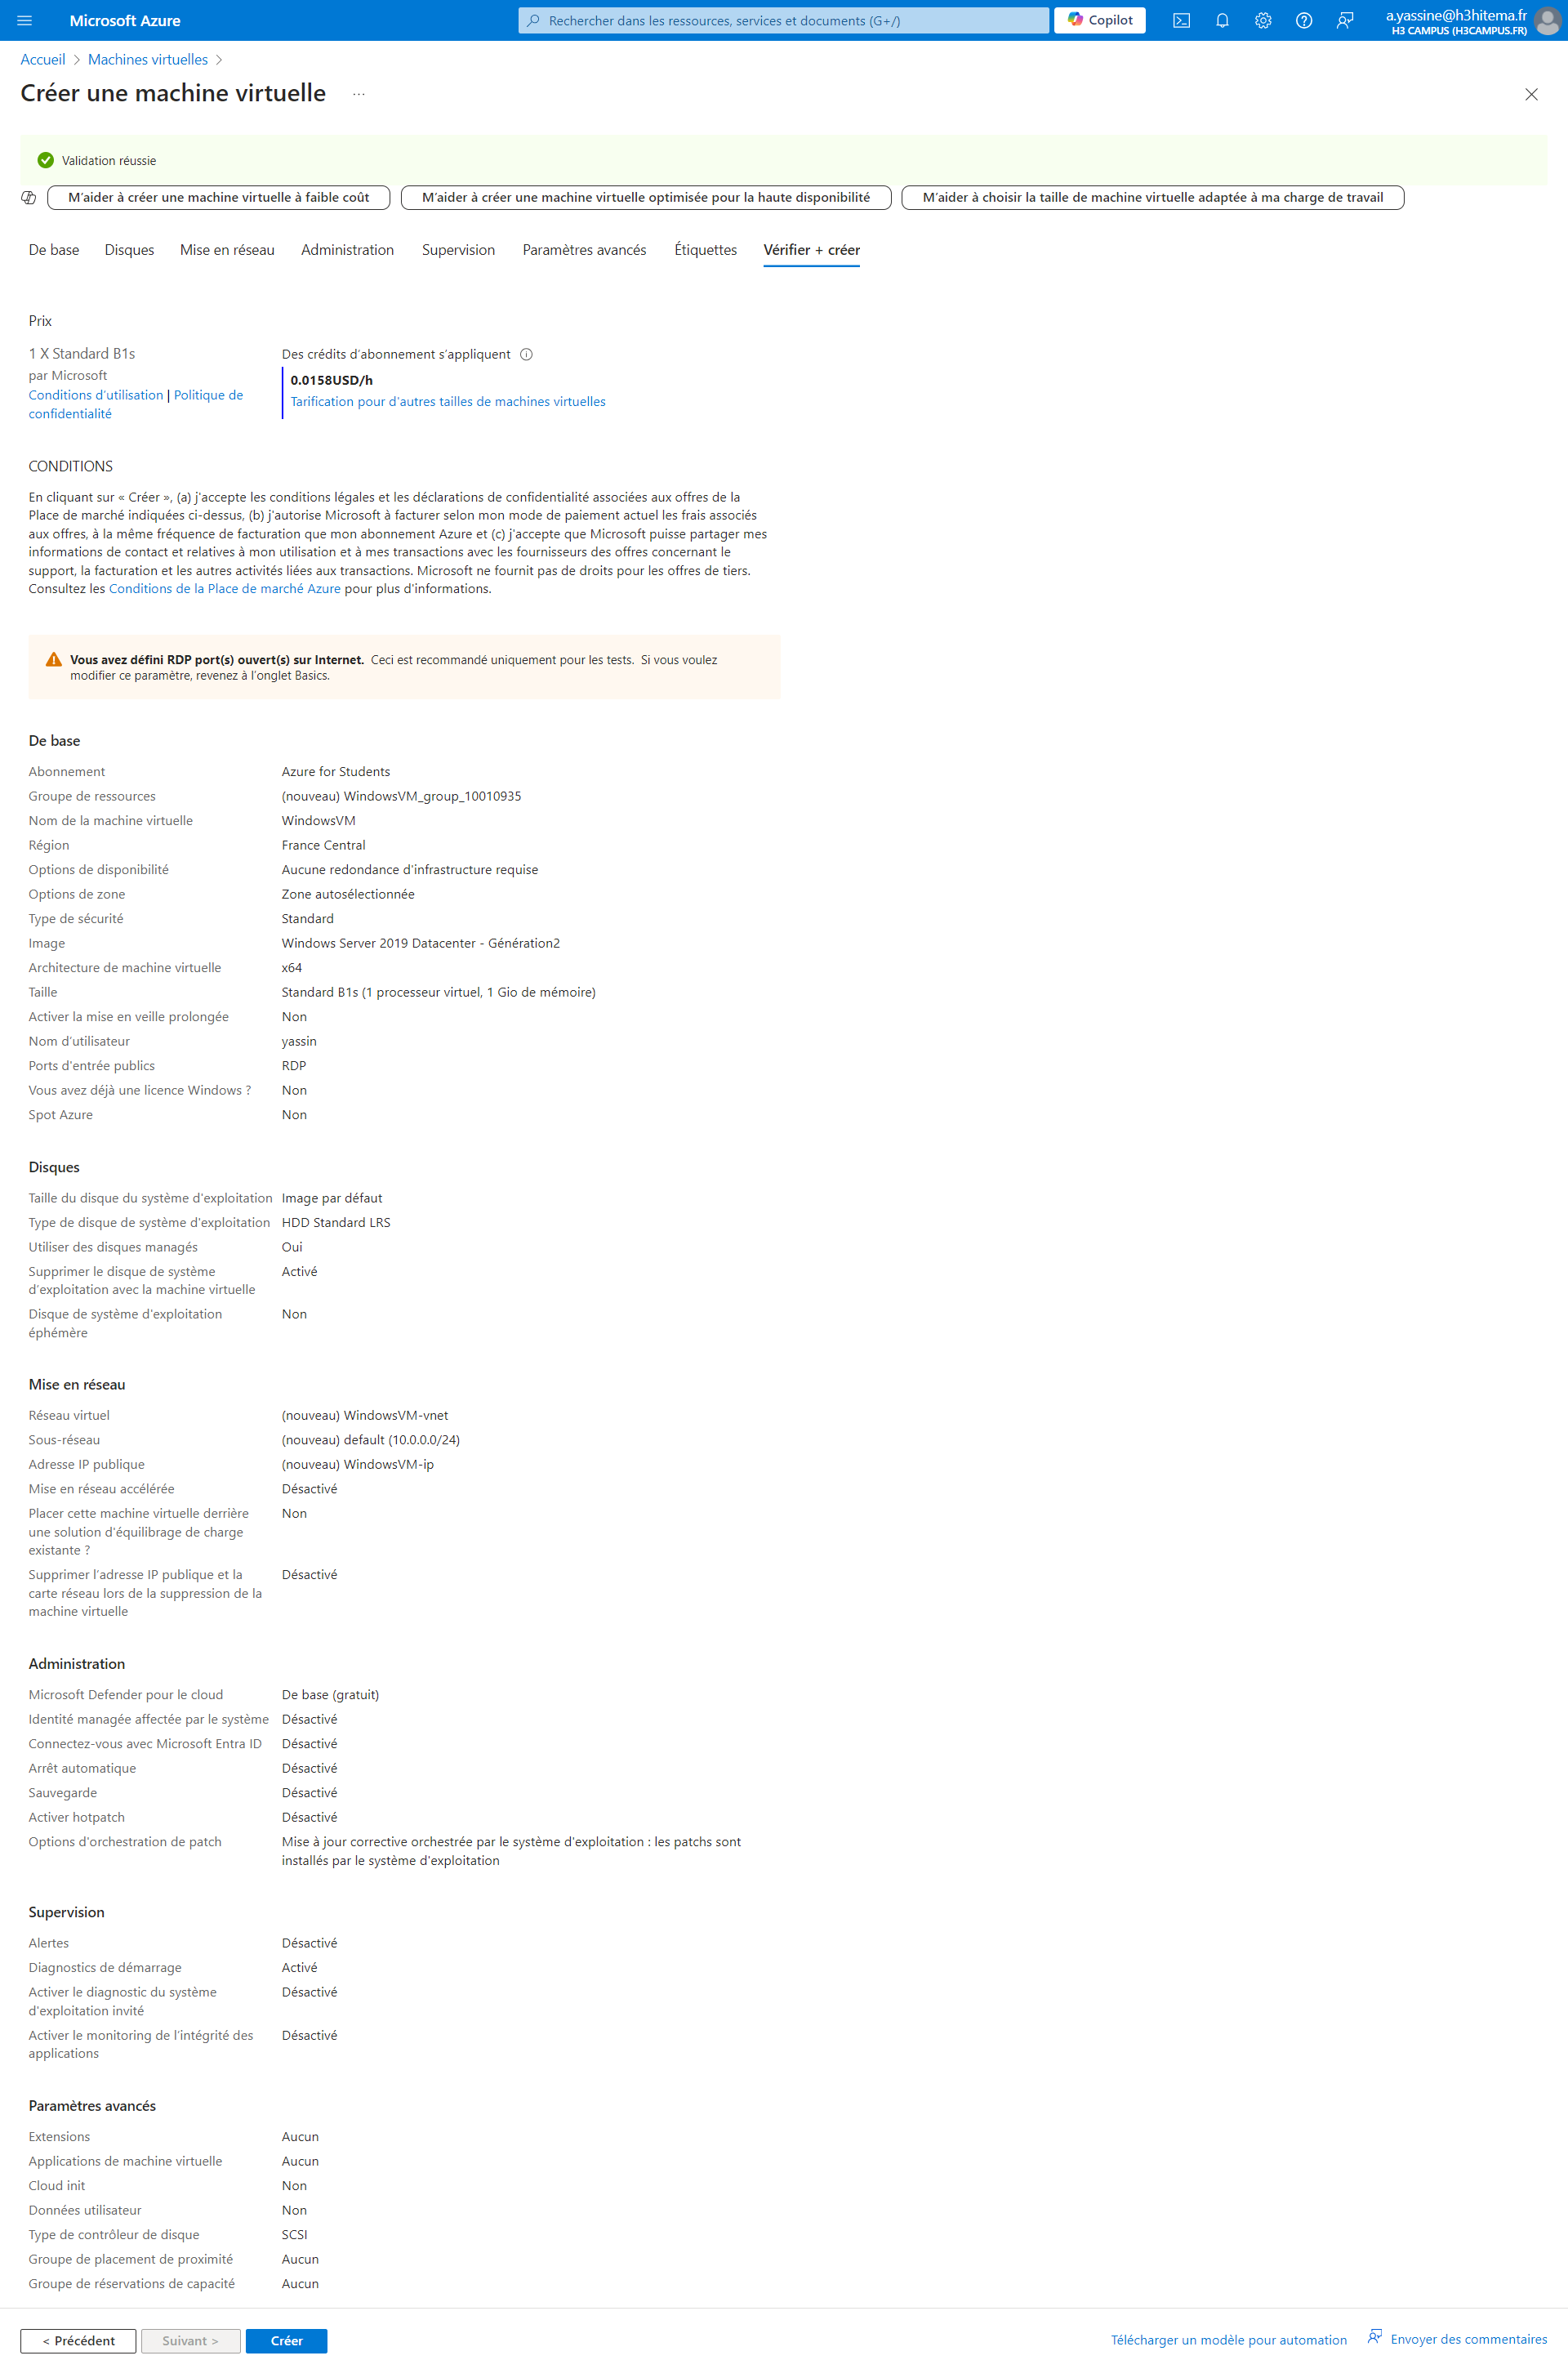 Microsoft Azure
Rechercher dans les ressources, services et documents (G+/)
Copilot
a.yassine@h3hitema.fr
H3 CAMPUS (H3CAMPUS.FR)
Accueil > Machines virtuelles >
Créer une machine virtuelle ...
Validation réussie
M'aider à créer une machine virtuelle à faible coût
M'aider à créer une machine virtuelle optimisée pour la haute disponibilité
M'aider à choisir la taille de machine virtuelle adaptée à ma charge de travail
De base Disques Mise en réseau Administration Supervision Paramètres avancés Étiquettes Vérifier + créer
Prix
1 X Standard B1s
par Microsoft
Conditions d'utilisation | Politique de
confidentialité
Des crédits d'abonnement s'appliquent
0.0158USD/h
Tarification pour d'autres tailles de machines virtuelles
CONDITIONS
En cliquant sur « Créer », (a) j'accepte les conditions légales et les déclarations de confidentialité associées aux offres de la
Place de marché indiquées ci-dessus, (b) j'autorise Microsoft à facturer selon mon mode de paiement actuel les frais associés
aux offres, à la même fréquence de facturation que mon abonnement Azure et (c) j'accepte que Microsoft puisse partager mes
informations de contact et relatives à mon utilisation et à mes transactions avec les fournisseurs des offres concernant le
support, la facturation et les autres activités liées aux transactions. Microsoft ne fournit pas de droits pour les offres de tiers.
Consultez les Conditions de la Place de marché Azure pour plus d'informations.
Vous avez défini RDP port(s) ouvert(s) sur Internet. Ceci est recommandé uniquement pour les tests. Si vous voulez
modifier ce paramètre, revenez à l'onglet Basics.
De base
Abonnement Azure for Students
Groupe de ressources (nouveau) WindowsVM_group_10010935
Nom de la machine virtuelle WindowsVM
Région France Central
Options de disponibilité Aucune redondance d'infrastructure requise
Options de zone Zone autosélectionnée
Type de sécurité Standard
Image Windows Server 2019 Datacenter - Génération2
Architecture de machine virtuelle x64
Taille Standard B1s (1 processeur virtuel, 1 Gio de mémoire)
Activer la mise en veille prolongée Non
Nom d'utilisateur yassin
Ports d'entrée publics RDP
Vous avez déjà une licence Windows ? Non
Spot Azure Non
Disques
Taille du disque du système d'exploitation Image par défaut
Type de disque de système d'exploitation HDD Standard LRS
Utiliser des disques managés Oui
Supprimer le disque de système Activé
d'exploitation avec la machine virtuelle
Disque de système d'exploitation Non
éphémère
Mise en réseau
Réseau virtuel (nouveau) WindowsVM-vnet
Sous-réseau (nouveau) default (10.0.0.0/24)
Adresse IP publique (nouveau) WindowsVM-ip
Mise en réseau accélérée Désactivé
Placer cette machine virtuelle derrière Non
une solution d'équilibrage de charge
existante ?
Supprimer l'adresse IP publique et la Désactivé
carte réseau lors de la suppression de la
machine virtuelle
Administration
Microsoft Defender pour le cloud De base (gratuit)
Identité managée affectée par le système Désactivé
Connectez-vous avec Microsoft Entra ID Désactivé
Arrêt automatique Désactivé
Sauvegarde Désactivé
Activer hotpatch Désactivé
Options d'orchestration de patch Mise à jour corrective orchestrée par le système d'exploitation : les patchs sont
installés par le système d'exploitation
Supervision
Alertes Désactivé
Diagnostics de démarrage Activé
Activer le diagnostic du système Désactivé
d'exploitation invité
Activer le monitoring de l'intégrité des Désactivé
applications
Paramètres avancés
Extensions Aucun
Applications de machine virtuelle Aucun
Cloud init Non
Données utilisateur Non
Type de contrôleur de disque SCSI
Groupe de placement de proximité Aucun
Groupe de réservations de capacité Aucun
< Précédent Suivant > Créer Télécharger un modèle pour automation Envoyer des commentaires